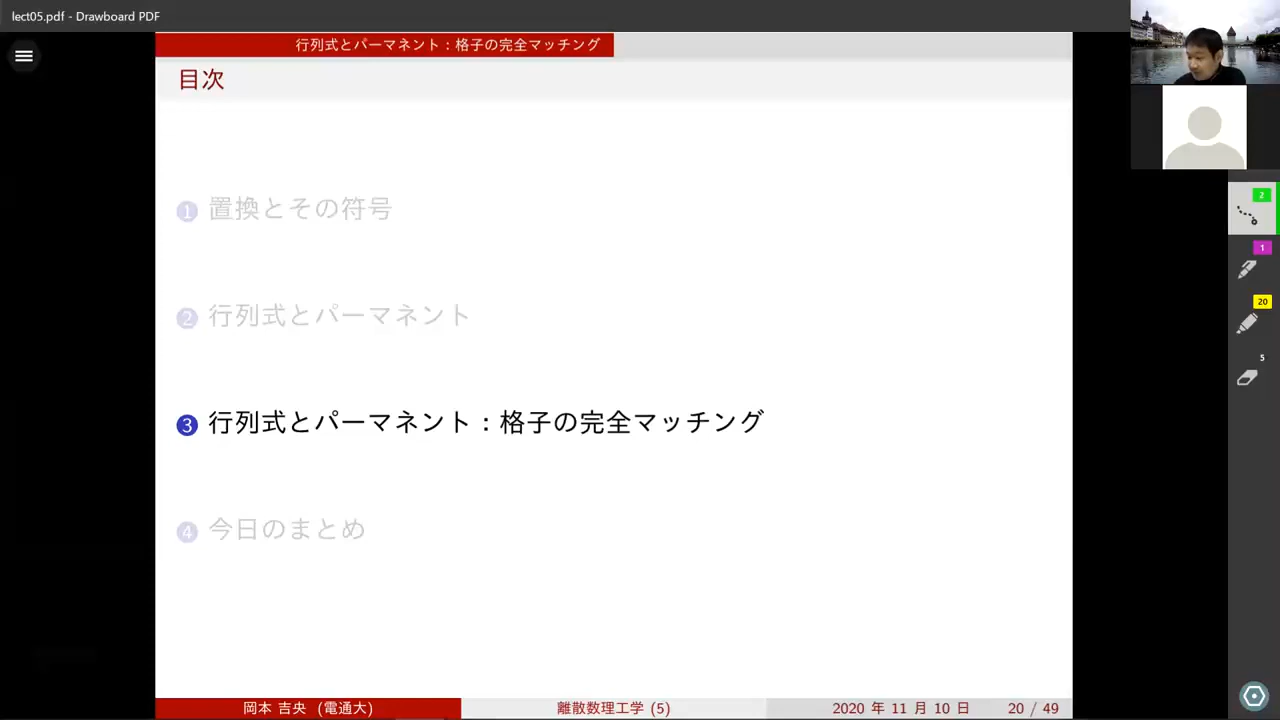 lect05.pdf - Drawboard PDF
行列式とパーマネント：格子の完全マッチング
目次
1 置換とその符号
2 行列式とパーマネント
3 行列式とパーマネント：格子の完全マッチング
4 今日のまとめ
2
1
20
5
岡本 吉央 (電通大)
離散数理工学 (5)
2020 年 11 月 10 日
20 / 49